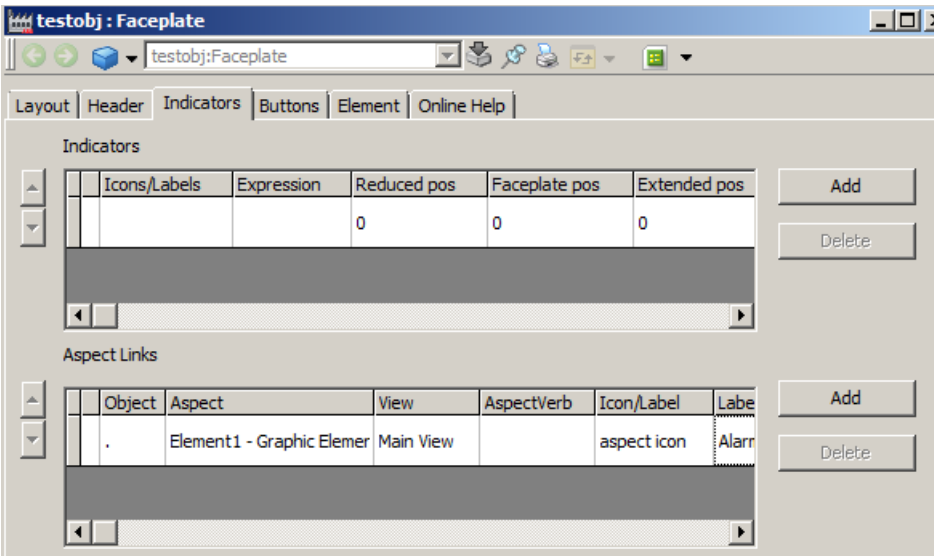 testobj : Faceplate
testobj:Faceplate
Layout Header Indicators Buttons Element Online Help
Indicators
Icons/Labels Expression Reduced pos Faceplate pos Extended pos
0 0 0
Add
Delete
Aspect Links
Object Aspect View AspectVerb Icon/Label Labe
. Element1 - Graphic Elemer Main View aspect icon Alarr
Add
Delete